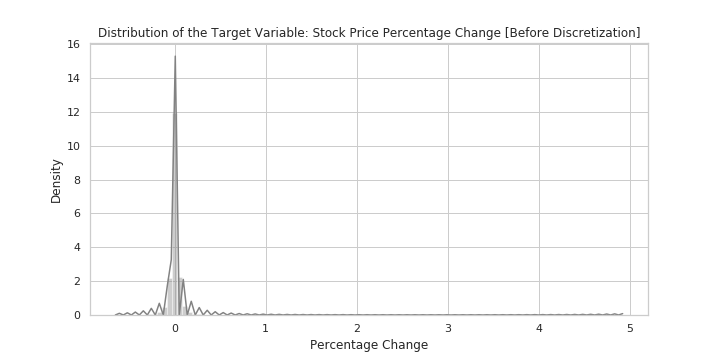 Distribution of the Target Variable: Stock Price Percentage Change [Before Discretization]
16
14
12
10
8
6
4
2
0
Density
0 1 2 3 4 5
Percentage Change